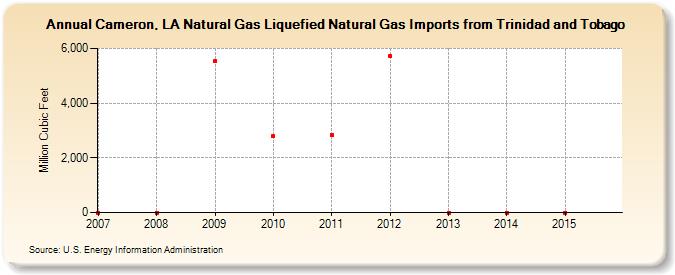 Annual Cameron, LA Natural Gas Liquefied Natural Gas Imports from Trinidad and Tobago
Million Cubic Feet
6,000
4,000
2,000
0
2007 2008 2009 2010 2011 2012 2013 2014 2015
Source: U.S. Energy Information Administration